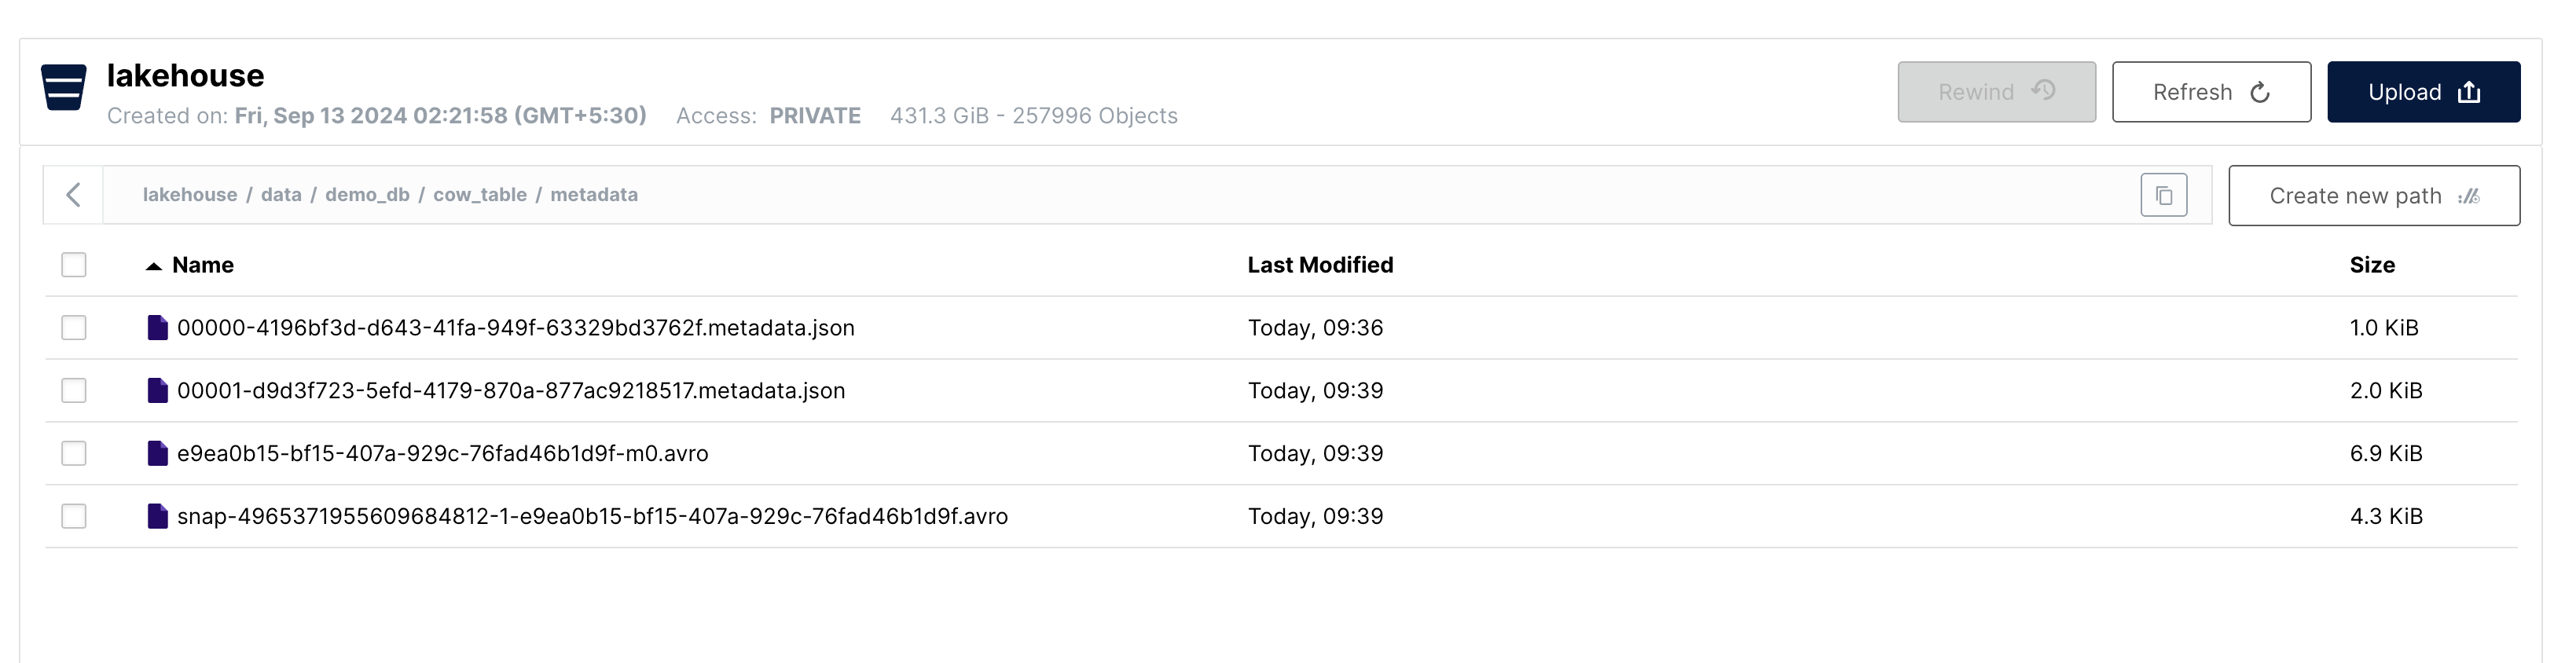 lakehouse
Created on: Fri, Sep 13 2024 02:21:58 (GMT+5:30) Access: PRIVATE 431.3 GiB - 257996 Objects
Rewind Refresh Upload
lakehouse / data / demo_db / cow_table / metadata
Create new path
Name Last Modified Size
00000-4196bf3d-d643-41fa-949f-63329bd3762f.metadata.json Today, 09:36 1.0 KiB
00001-d9d3f723-5efd-4179-870a-877ac9218517.metadata.json Today, 09:39 2.0 KiB
e9ea0b15-bf15-407a-929c-76fad46b1d9f-m0.avro Today, 09:39 6.9 KiB
snap-4965371955609684812-1-e9ea0b15-bf15-407a-929c-76fad46b1d9f.avro Today, 09:39 4.3 KiB